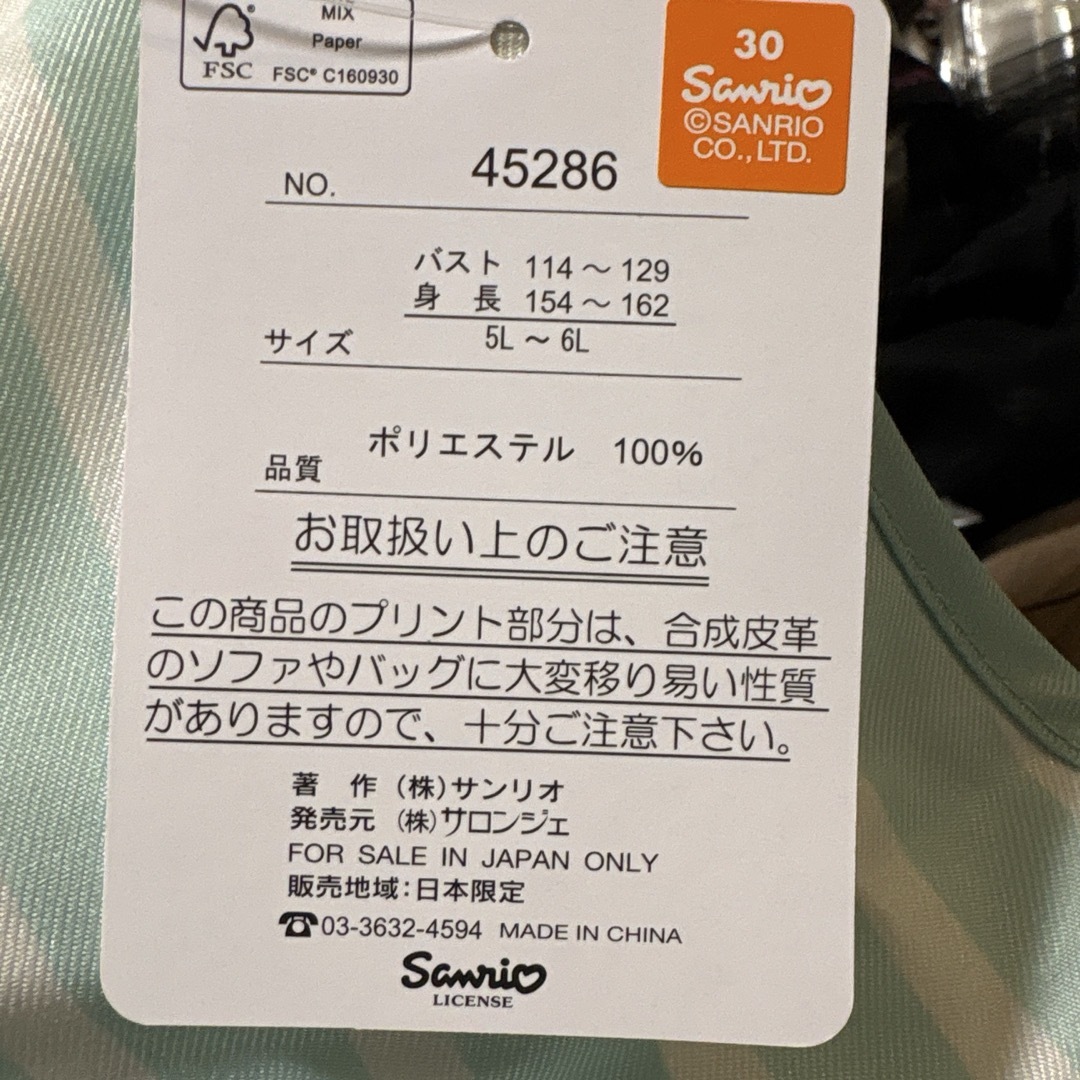 MIX
Paper
FSC
FSC® C160930
30
Sanrio
©SANRIO
CO., LTD.
NO. 45286
バスト 114～129
身 長 154～162
サイズ 5L～6L
品質 ポリエステル 100%
お取扱い上のご注意
この商品のプリント部分は、合成皮革
のソファやバッグに大変移り易い性質
がありますので、十分ご注意下さい。
著 作 (株)サンリオ
発売元 (株)サロンジェ
FOR SALE IN JAPAN ONLY
販売地域:日本限定
☎03-3632-4594 MADE IN CHINA
Sanrio
LICENSE